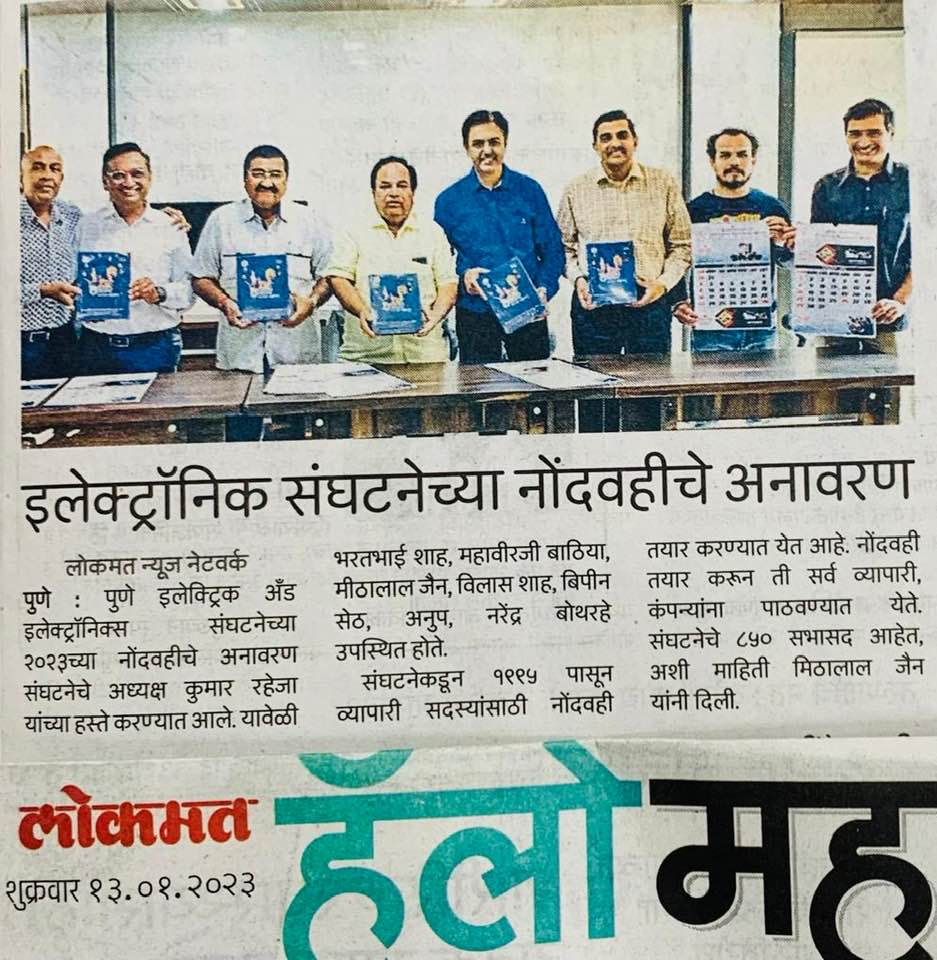 इलेक्ट्रॉनिक संघटनेच्या नोंदवहीचे अनावरण
लोकमत न्यूज नेटवर्क
पुणे : पुणे इलेक्ट्रिक अँड
इलेक्ट्रॉनिक्स संघटनेच्या
२०२३च्या नोंदवहीचे अनावरण
संघटनेचे अध्यक्ष कुमार रहेजा
यांच्या हस्ते करण्यात आले. यावेळी
भरतभाई शाह, महावीरजी बाठिया,
मीठालाल जैन, विलास शाह, बिपीन
सेठ, अनुप, नरेंद्र बोथरहे
उपस्थित होते.
संघटनेकडून १९९५ पासून
व्यापारी सदस्यांसाठी नोंदवही
तयार करण्यात येत आहे. नोंदवही
तयार करून ती सर्व व्यापारी,
कंपन्यांना पाठवण्यात येते.
संघटनेचे ८५० सभासद आहेत,
अशी माहिती मिठालाल जैन
यांनी दिली.
लोकमत
शुक्रवार १३.०१.२०२३
हॅलो मह